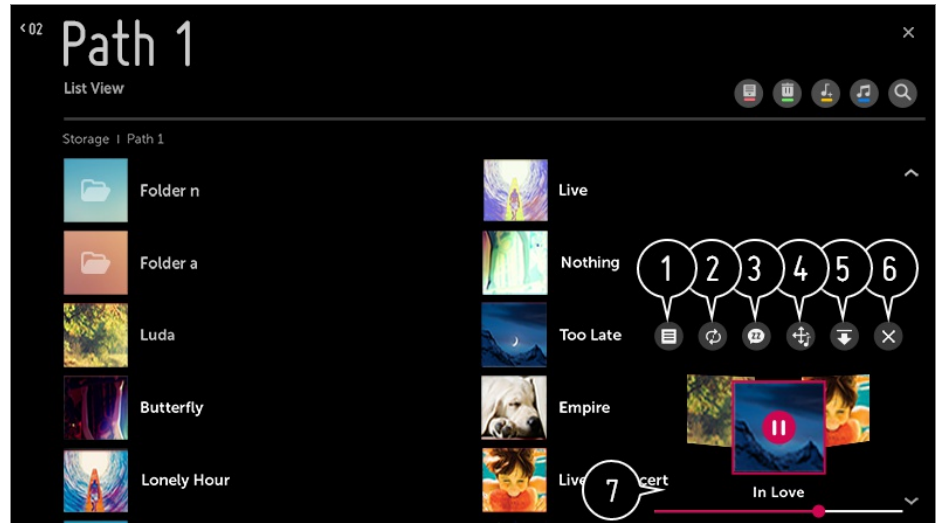 02
Path 1
List View
Storage | Path 1
Folder n
Live
Folder a
Nothing
1 2 3 4 5 6
Luda
Too Late
zz
Butterfly
Empire
Lonely Hour
7
In Love